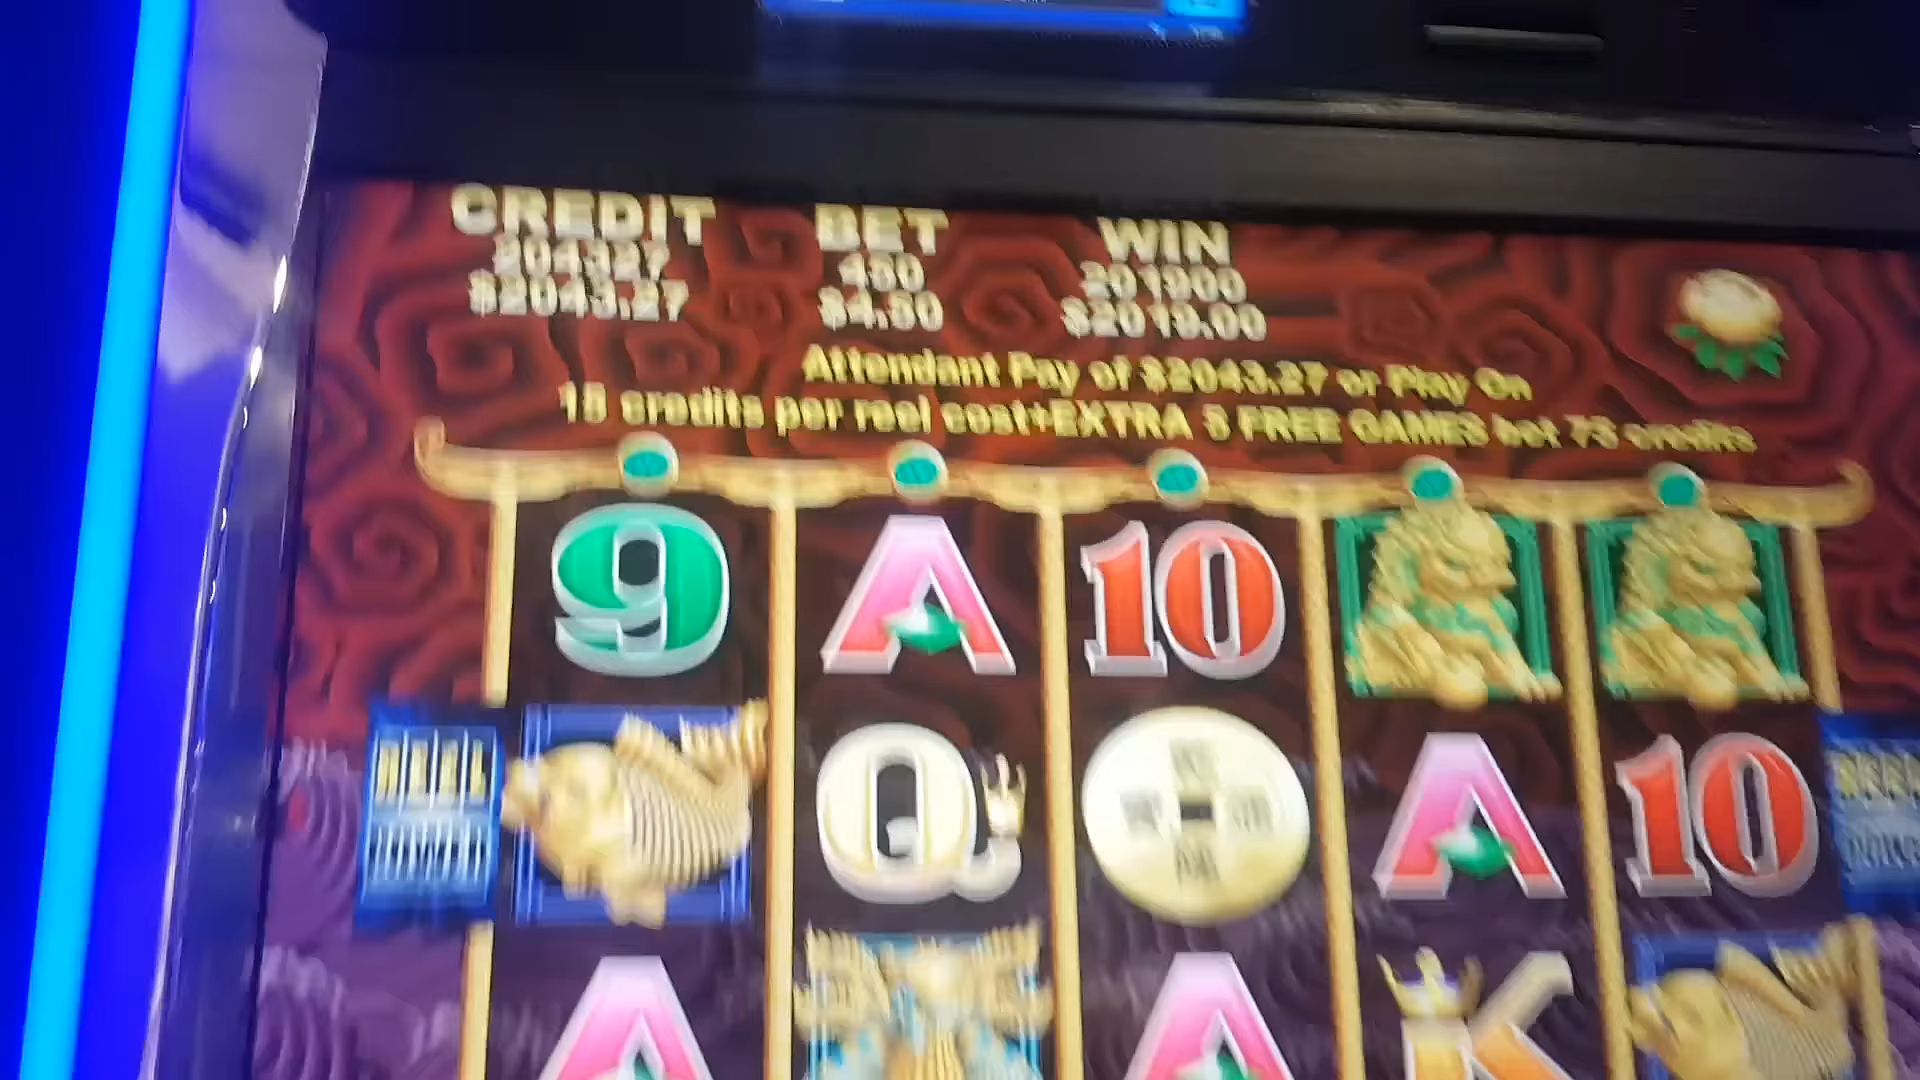 CREDIT BET WIN
204327 450 201900
$2043.27 $4.50 $2019.00
Attendant Pay of $2043.27 or Play On
15 credits per reel cost+EXTRA 5 FREE GAMES bet 75 credits
9 A 10
REEL
Q A 10
A A K